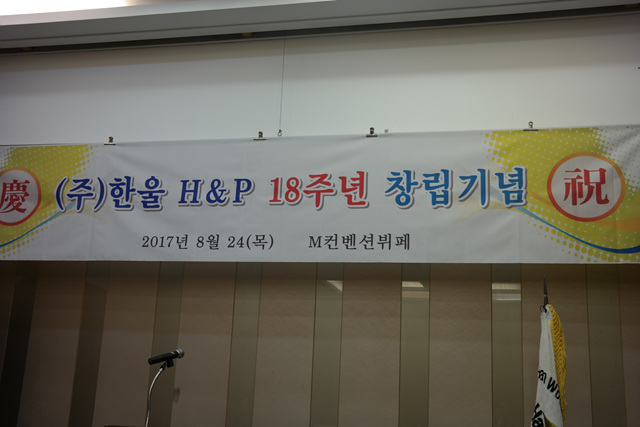 慶 (주)한울 H&P 18주년 창립기념 祝
2017년 8월 24(목) M컨벤션뷔페